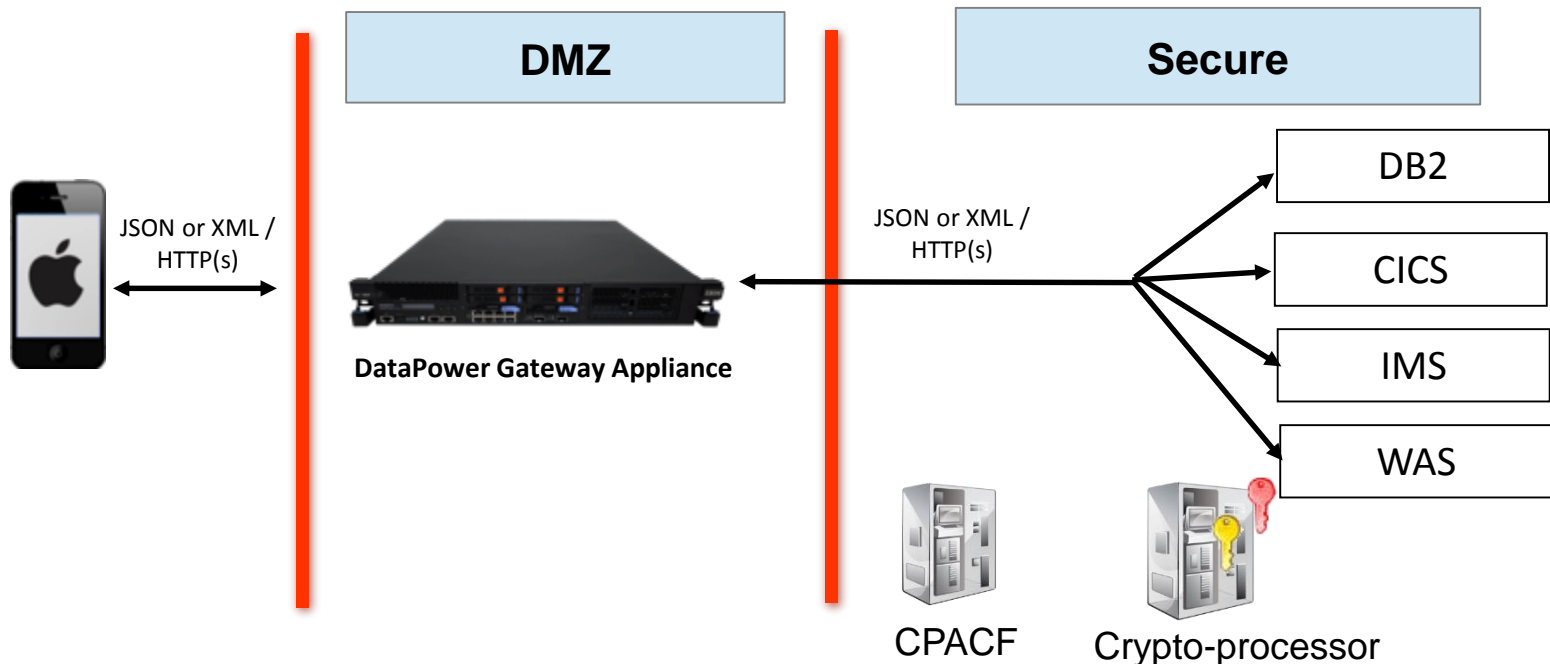 DMZ
Secure
JSON or XML /
HTTP(s)
DataPower Gateway Appliance
JSON or XML /
HTTP(s)
DB2
CICS
IMS
WAS
CPACF
Crypto-processor